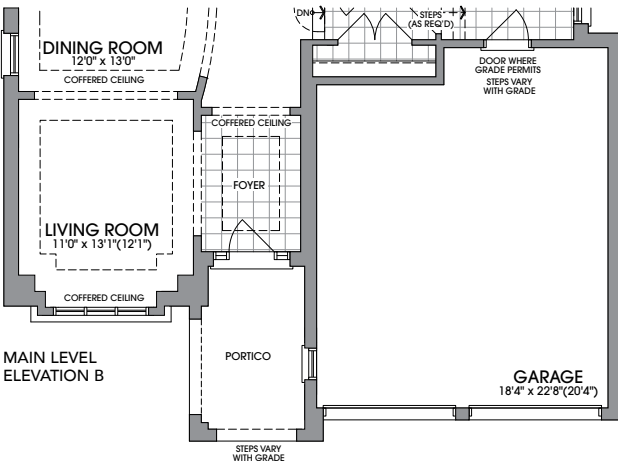 DN
STEPS
(AS REQ'D)
DINING ROOM
12'0" x 13'0"
COFFERED CEILING
DOOR WHERE
GRADE PERMITS
STEPS VARY
WITH GRADE
COFFERED CEILING
FOYER
LIVING ROOM
11'0" x 13'1"(12'1")
COFFERED CEILING
MAIN LEVEL
ELEVATION B
PORTICO
GARAGE
18'4" x 22'8"(20'4")
STEPS VARY
WITH GRADE